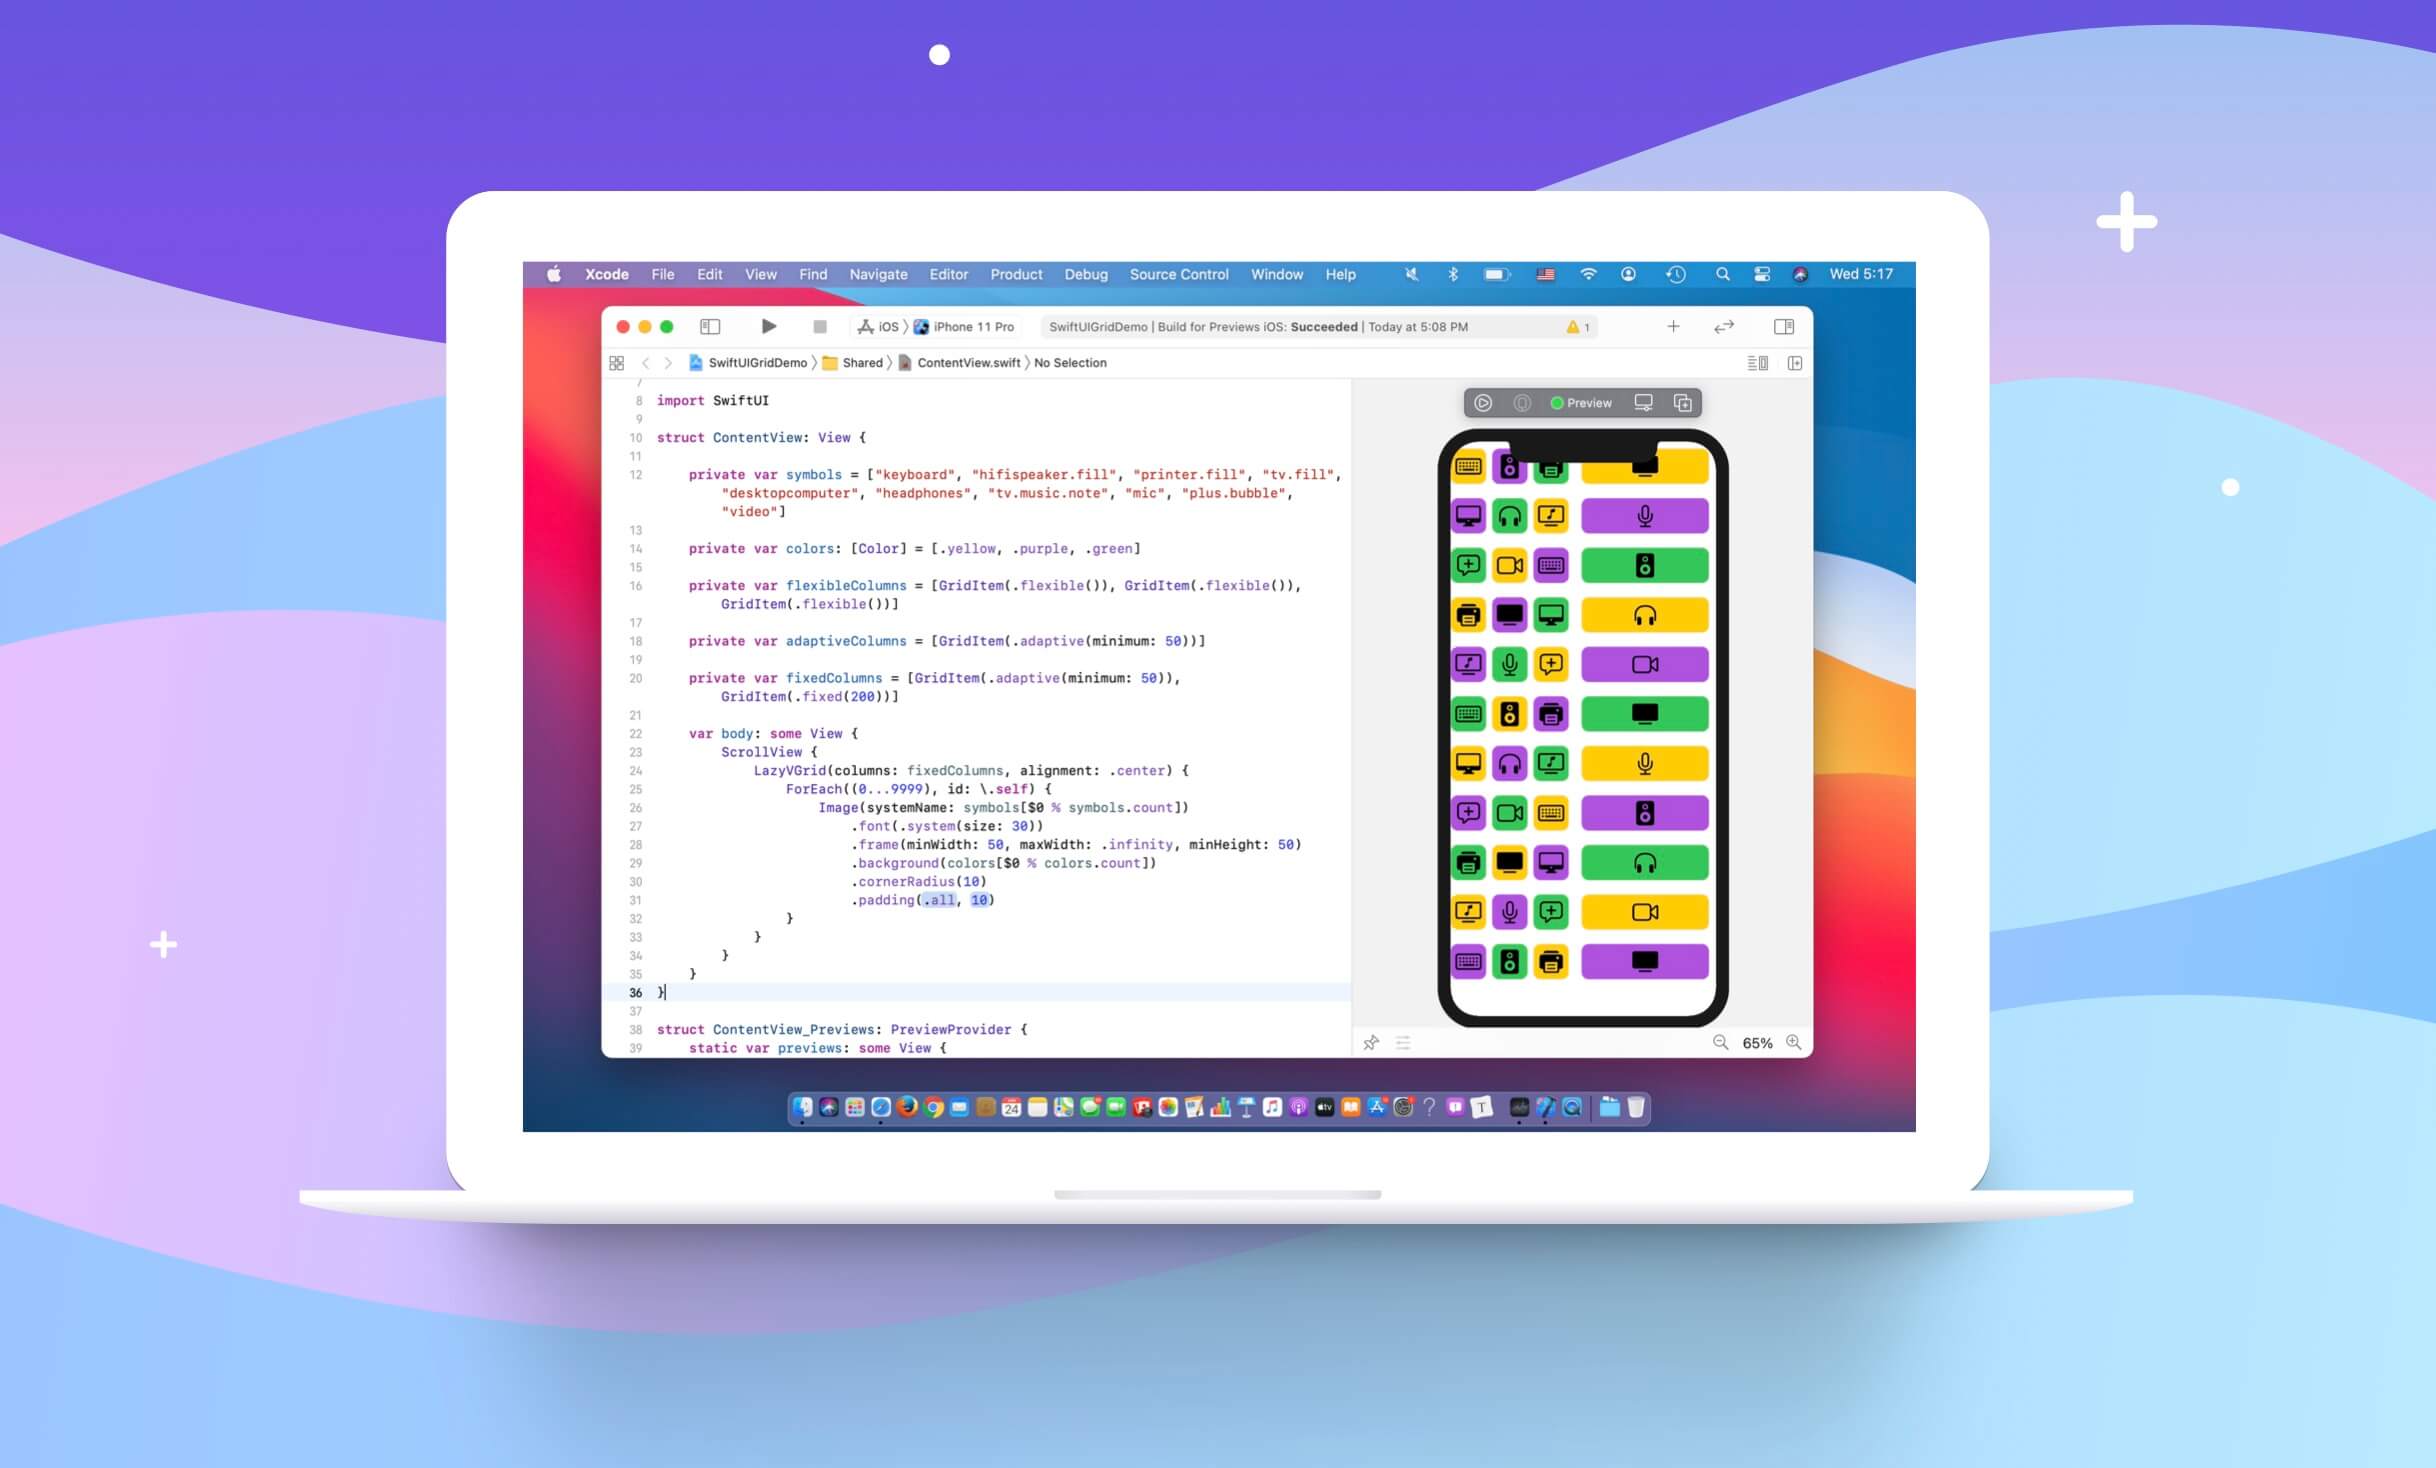 Xcode File Edit View Find Navigate Editor Product Debug Source Control Window Help Wed 5:17
iOS 〉 iPhone 11 Pro SwiftUIGridDemo | Build for Previews iOS: Succeeded | Today at 5:08 PM 1
SwiftUIGridDemo 〉 Shared 〉 ContentView.swift 〉 No Selection
Preview
7
8 import SwiftUI
9
10 struct ContentView: View {
11
12 private var symbols = ["keyboard", "hifispeaker.fill", "printer.fill", "tv.fill",
"desktopcomputer", "headphones", "tv.music.note", "mic", "plus.bubble",
"video"]
13
14 private var colors: [Color] = [.yellow, .purple, .green]
15
16 private var flexibleColumns = [GridItem(.flexible()), GridItem(.flexible()),
GridItem(.flexible())]
17
18 private var adaptiveColumns = [GridItem(.adaptive(minimum: 50))]
19
20 private var fixedColumns = [GridItem(.adaptive(minimum: 50)),
GridItem(.fixed(200))]
21
22 var body: some View {
23 ScrollView {
24 LazyVGrid(columns: fixedColumns, alignment: .center) {
25 ForEach((0...9999), id: \.self) {
26 Image(systemName: symbols[$0 % symbols.count])
27 .font(.system(size: 30))
28 .frame(minWidth: 50, maxWidth: .infinity, minHeight: 50)
29 .background(colors[$0 % colors.count])
30 .cornerRadius(10)
31 .padding(.all, 10)
32 }
33 }
34 }
35 }
36 }
37
38 struct ContentView_Previews: PreviewProvider {
39 static var previews: some View {
65%
24
tv
T